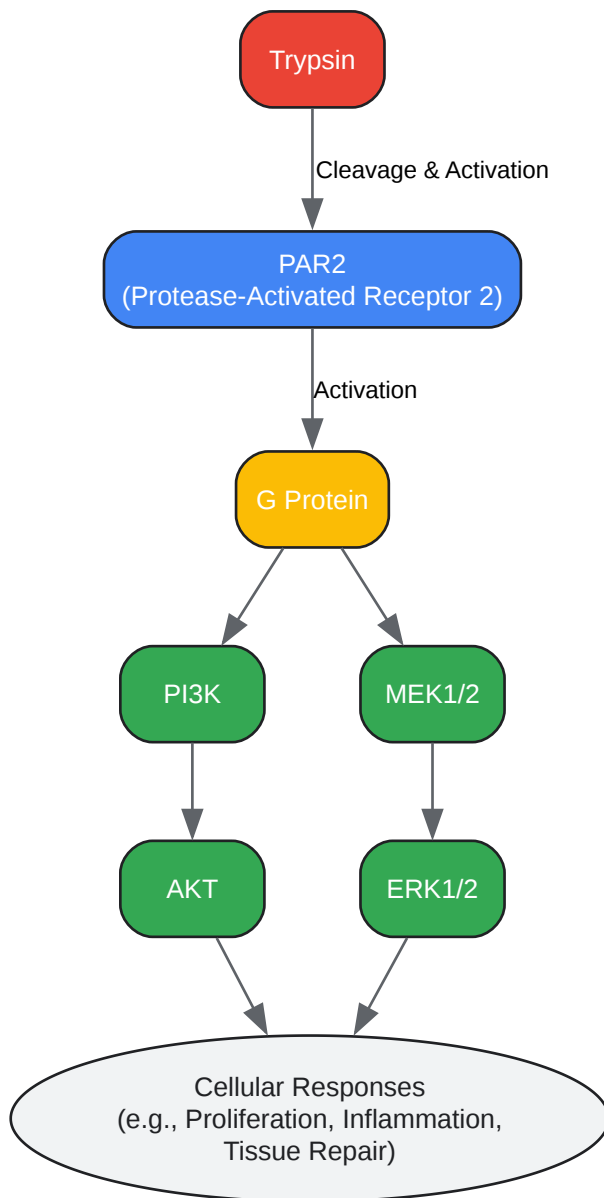 Trypsin
Cleavage & Activation
PAR2
(Protease-Activated Receptor 2)
Activation
G Protein
PI3K
MEK1/2
AKT
ERK1/2
Cellular Responses
(e.g., Proliferation, Inflammation,
Tissue Repair)